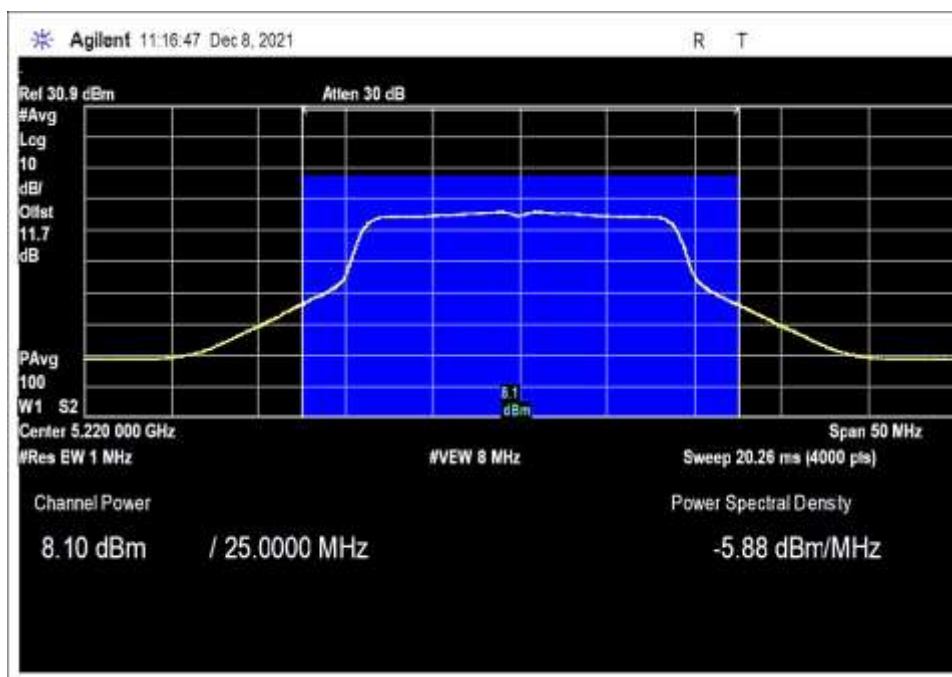 Agilent 11:16:47 Dec 8, 2021
R T
Ref 30.9 dBm
Atten 30 dB
#Avg
Log
10
dB/
Offst
11.7
dB
PAvg
100
W1 S2
8.1
dBm
Center 5.220 000 GHz
Span 50 MHz
#Res BW 1 MHz
#VBW 8 MHz
Sweep 20.26 ms (4000 pts)
Channel Power
Power Spectral Density
8.10 dBm / 25.0000 MHz
-5.88 dBm/MHz